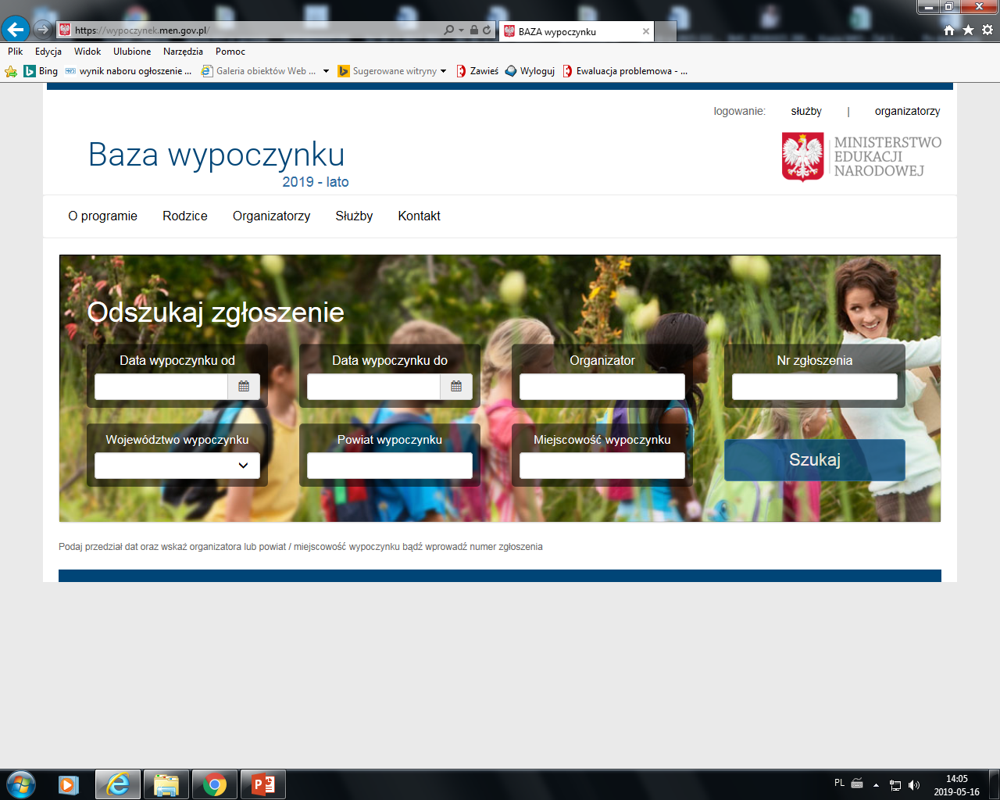 https://wypoczynek.men.gov.pl/
BAZA wypoczynku
Plik Edycja Widok Ulubione Narzędzia Pomoc
Bing wynik naboru ogłoszenie ... Galeria obiektów Web ... Sugerowane witryny Zawieś Wyloguj Ewaluacja problemowa - ...
logowanie: służby | organizatorzy
Baza wypoczynku
2019 - lato
MINISTERSTWO
EDUKACJI
NARODOWEJ
O programie Rodzice Organizatorzy Służby Kontakt
Odszukaj zgłoszenie
Data wypoczynku od Data wypoczynku do Organizator Nr zgłoszenia
Województwo wypoczynku Powiat wypoczynku Miejscowość wypoczynku
Szukaj
Podaj przedział dat oraz wskaż organizatora lub powiat / miejscowość wypoczynku bądź wprowadź numer zgłoszenia
PL
14:05
2019-05-16